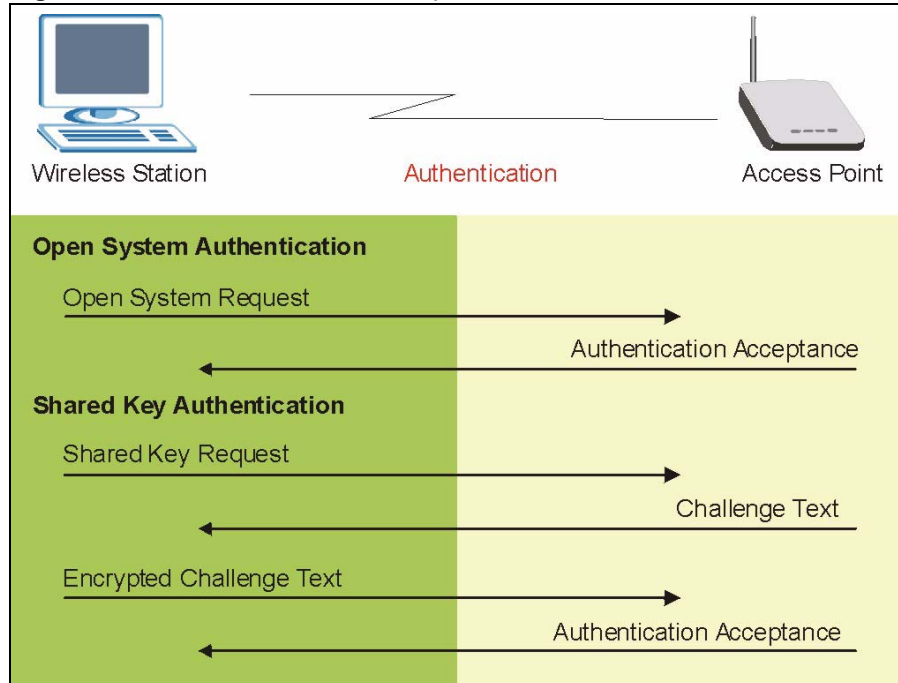 Wireless Station
Authentication
Access Point
Open System Authentication
Open System Request
Authentication Acceptance
Shared Key Authentication
Shared Key Request
Challenge Text
Encrypted Challenge Text
Authentication Acceptance